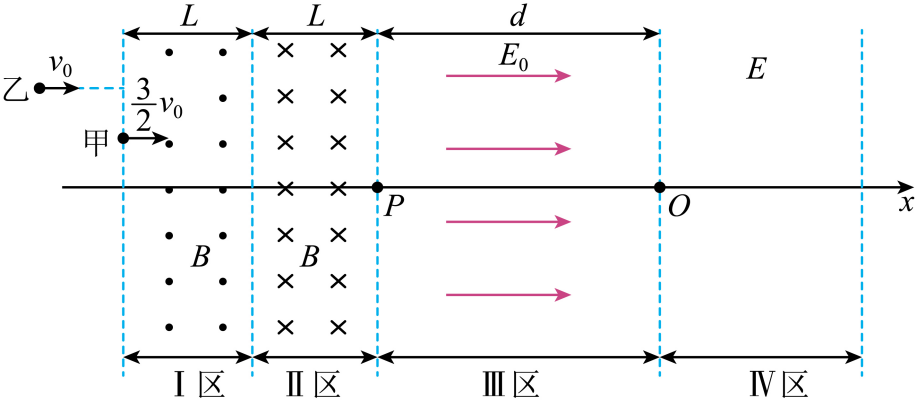 L L d
E₀ E
乙 v₀
甲 3/2 v₀
P O x
B B
Ⅰ区 Ⅱ区 Ⅲ区 Ⅳ区